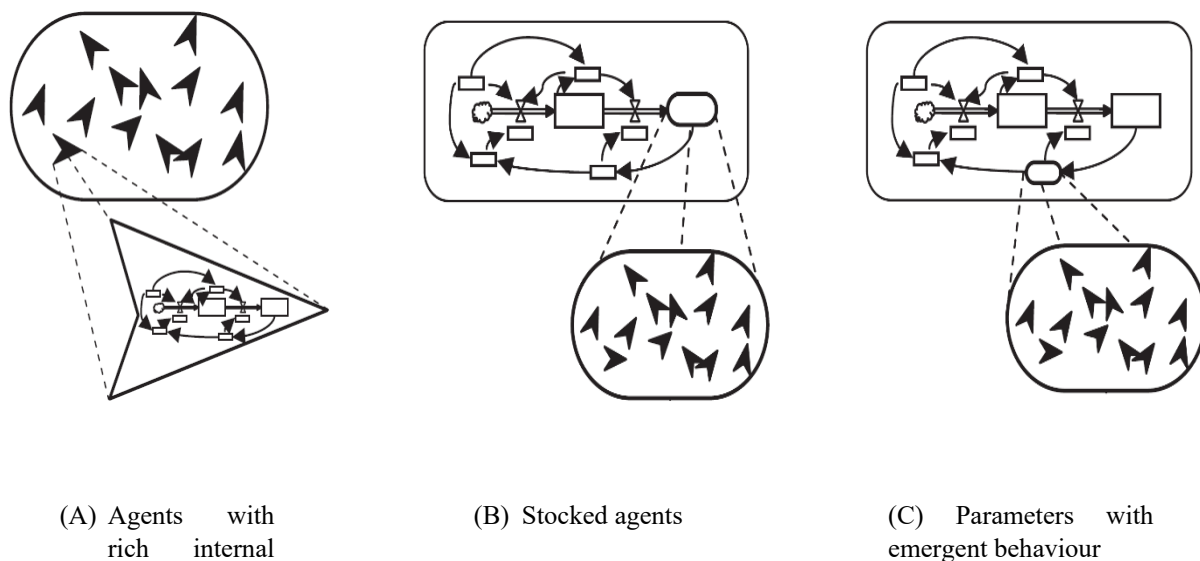 (A) Agents with
rich internal
(B) Stocked agents
(C) Parameters with
emergent behaviour